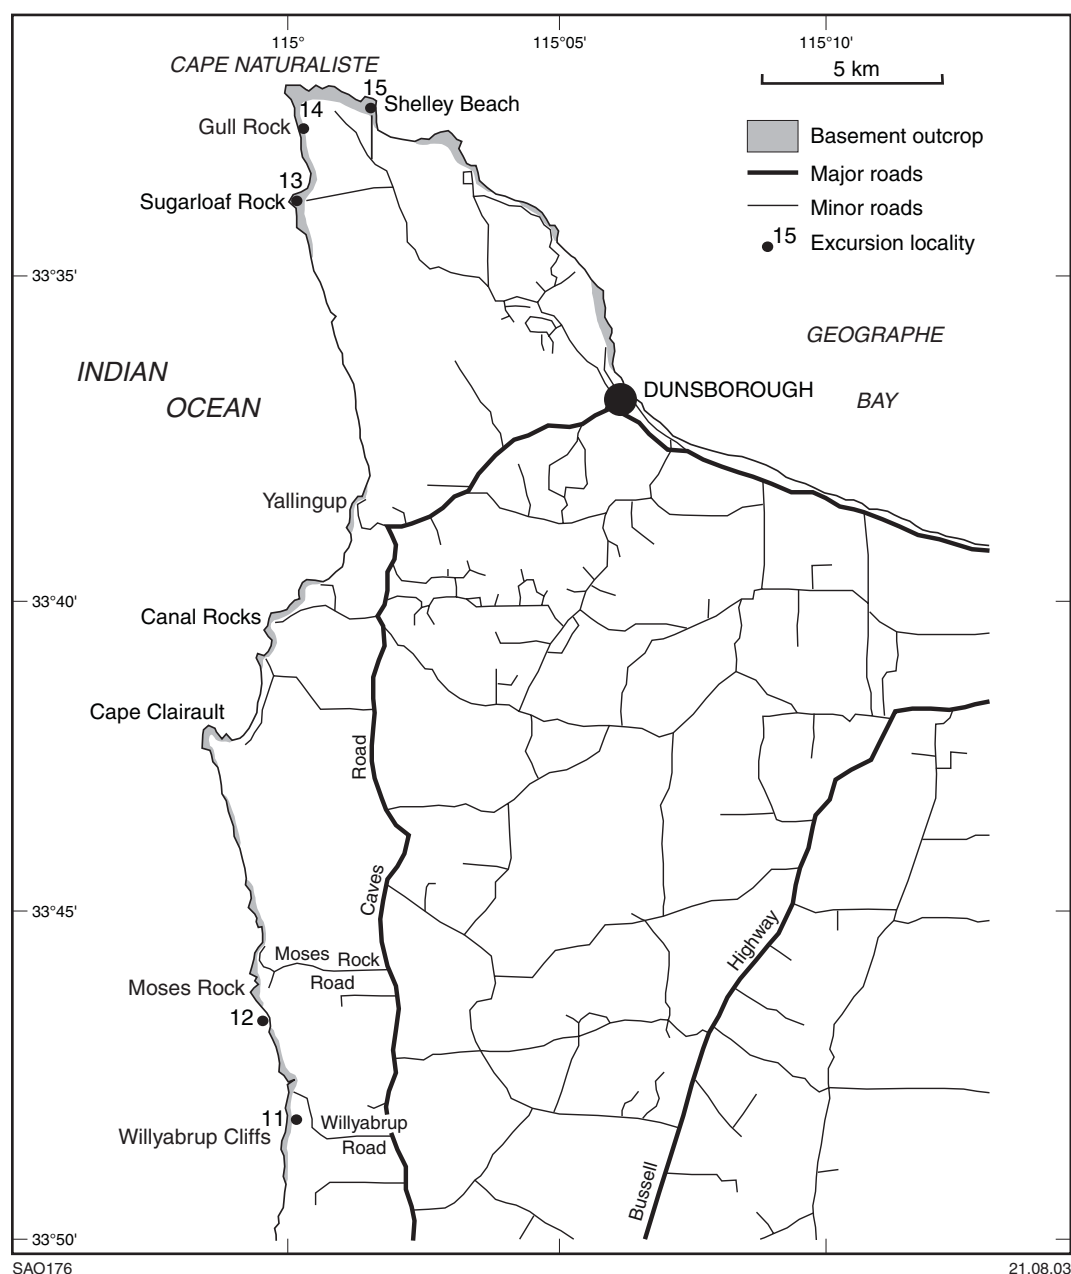 115°
115°05'
115°10'
CAPE NATURALISTE
5 km
15
Shelley Beach
14
Gull Rock
Basement outcrop
Major roads
13
Sugarloaf Rock
Minor roads
15
Excursion locality
33°35'
GEOGRAPHE
BAY
INDIAN
OCEAN
DUNSBOROUGH
Yallingup
33°40'
Canal Rocks
Cape Clairault
Road
Caves
33°45'
Highway
Moses Rock
Road
Moses Rock
12
11
Willyabrup Cliffs
Willyabrup
Road
Bussell
33°50'
SAO176
21.08.03